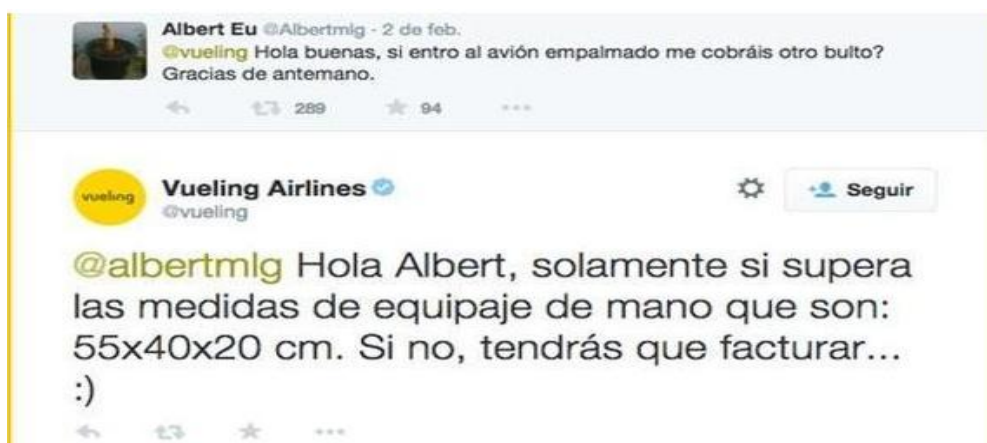 Albert Eu @Albertmlg · 2 de feb.
@vueling Hola buenas, si entro al avión empalmado me cobráis otro bulto?
Gracias de antemano.
289 94
vueling
Vueling Airlines
@vueling
Seguir
@albertmlg Hola Albert, solamente si supera
las medidas de equipaje de mano que son:
55x40x20 cm. Si no, tendrás que facturar...
:)